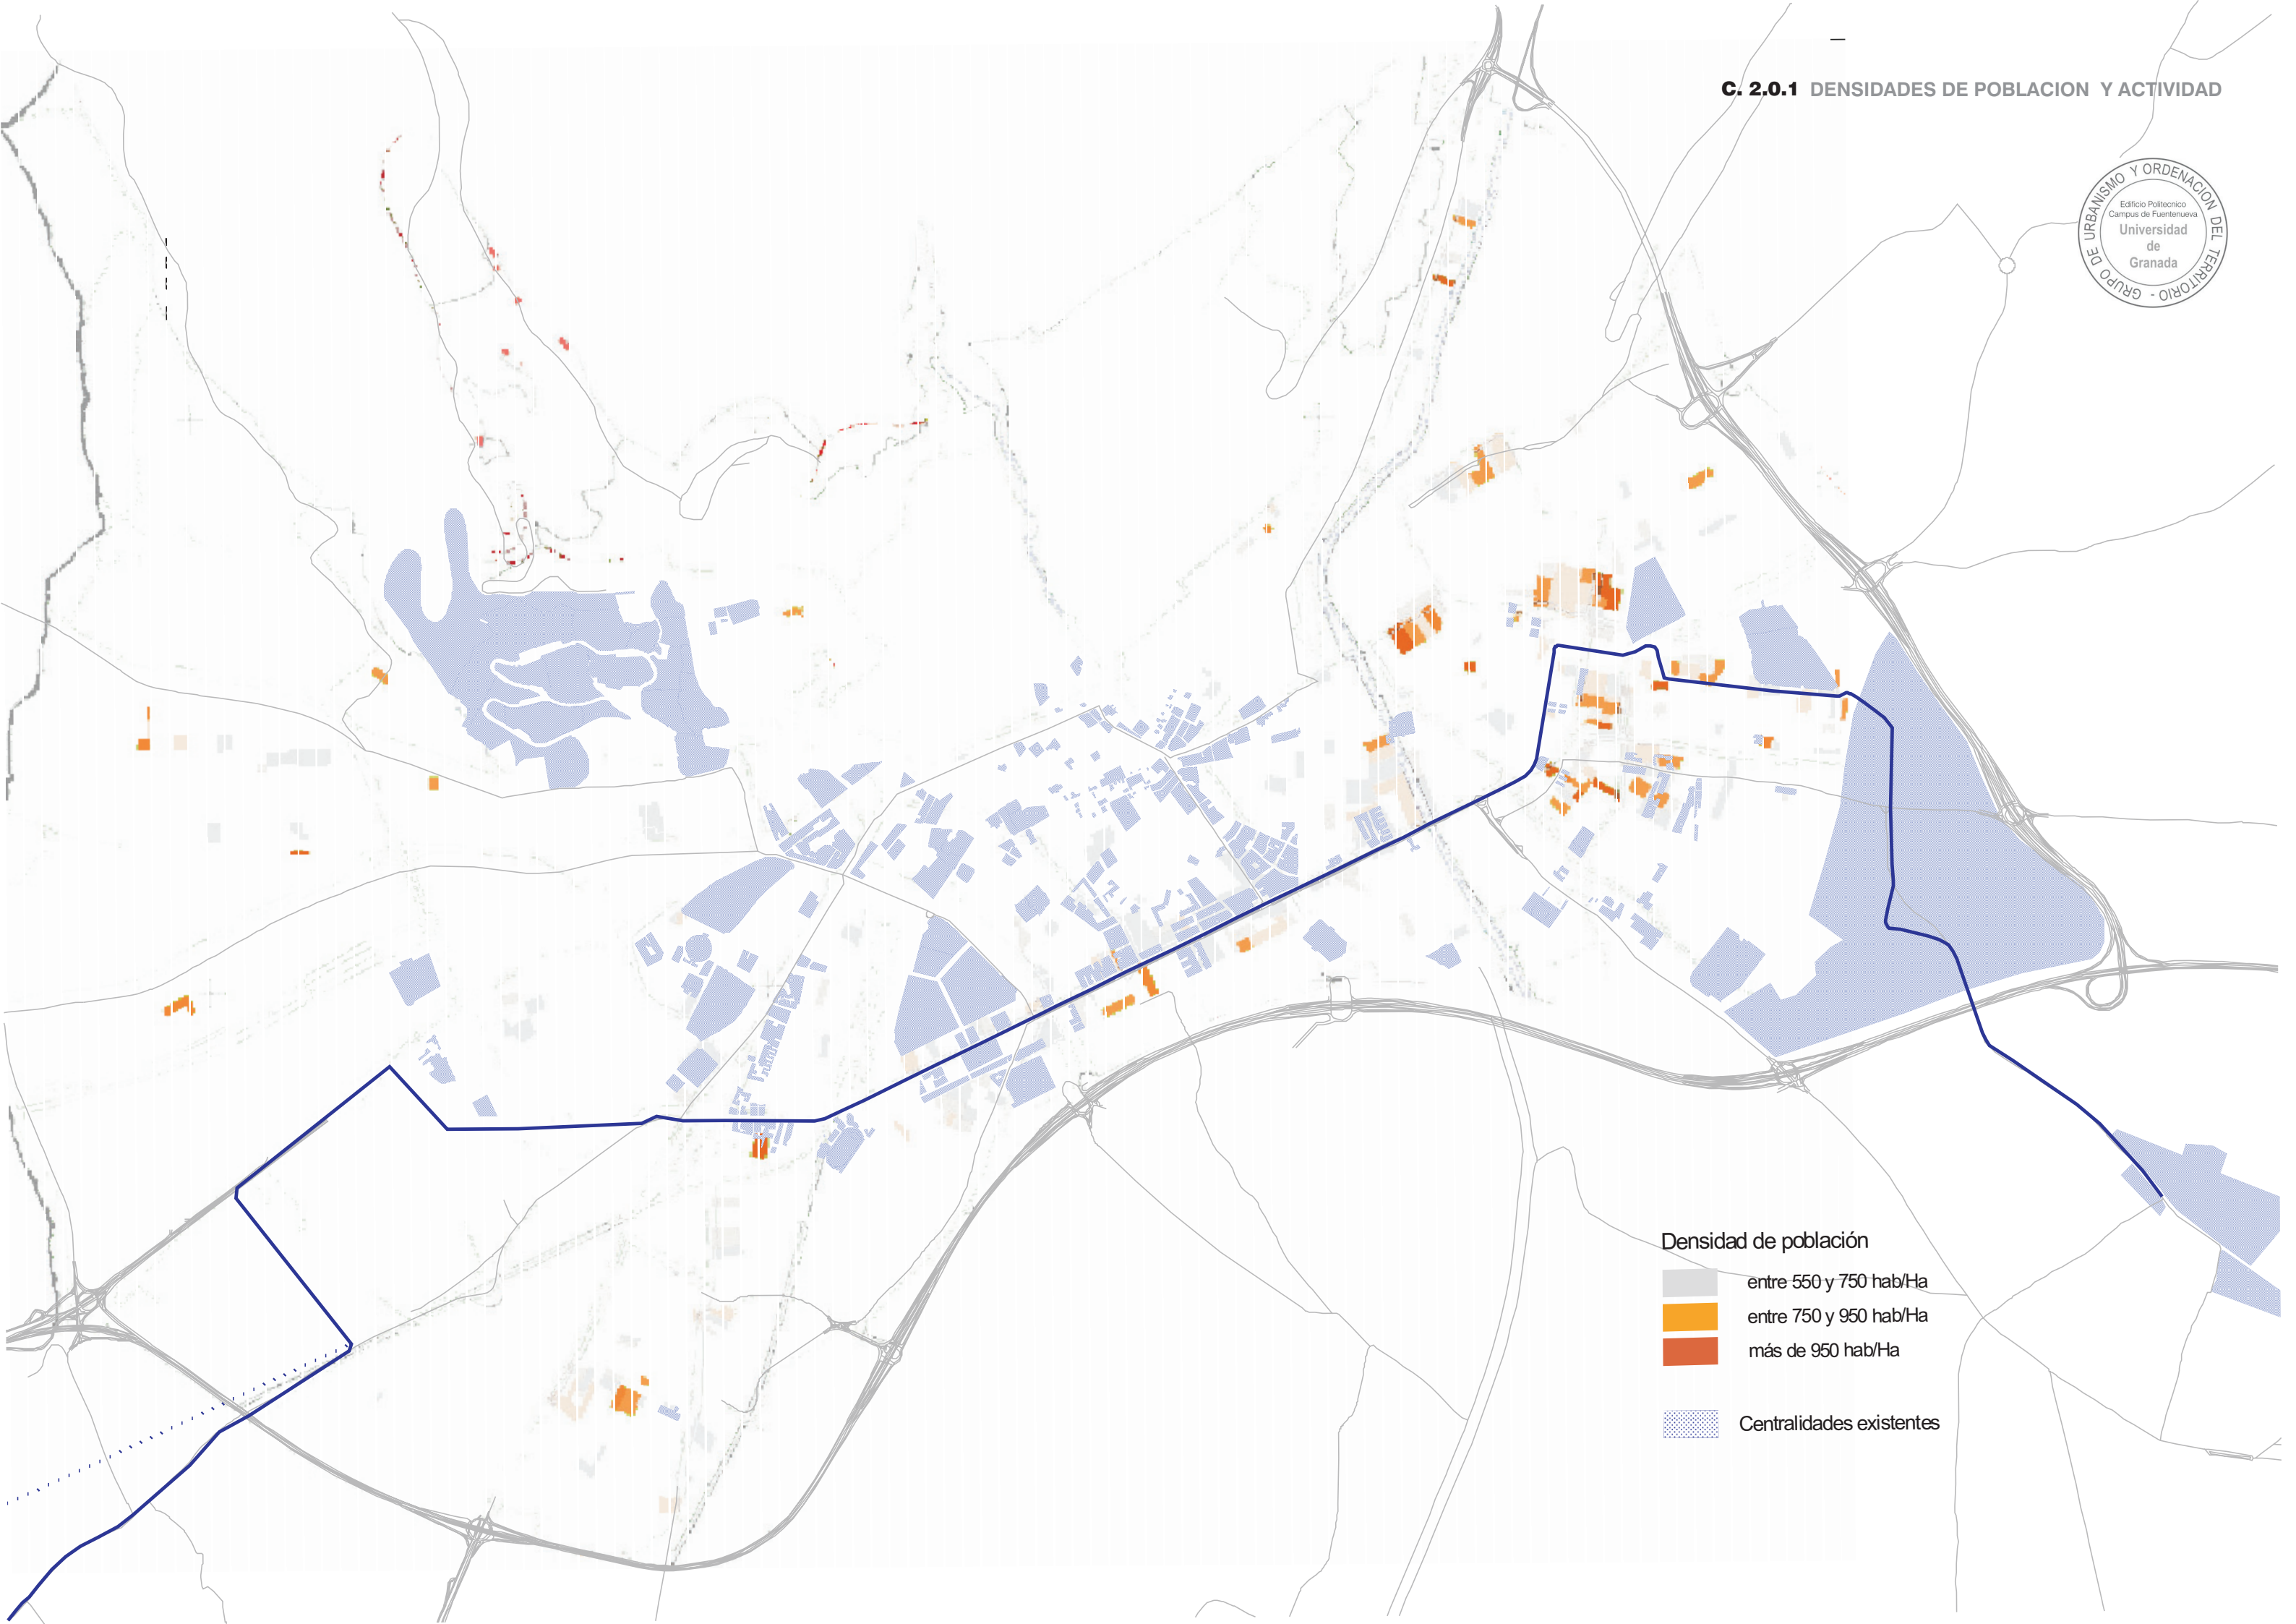 C. 2.0.1 DENSIDADES DE POBLACION Y ACTIVIDAD
GRUPO DE URBANISMO Y ORDENACION DEL TERRITORIO -
Edificio Politecnico
Campus de Fuentenueva
Universidad
de
Granada
Densidad de población
entre 550 y 750 hab/Ha
entre 750 y 950 hab/Ha
más de 950 hab/Ha
Centralidades existentes